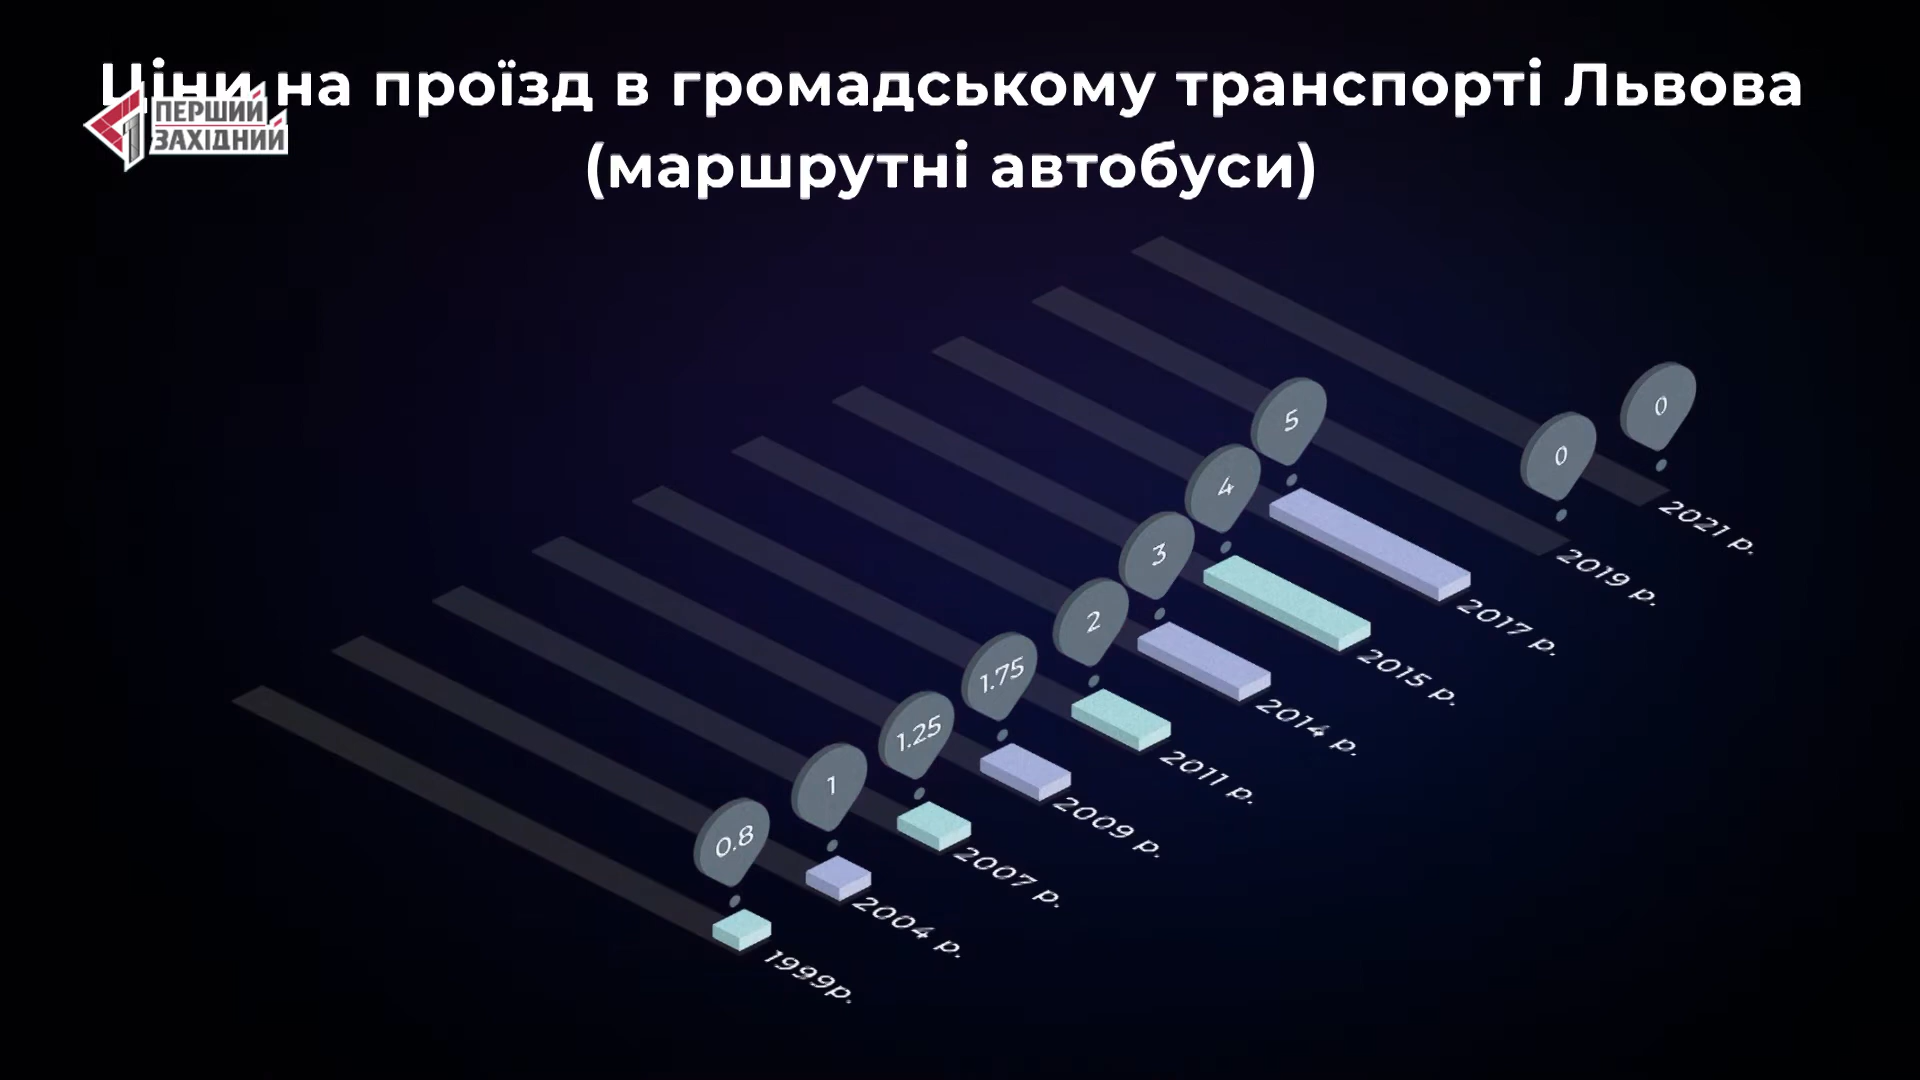 Ціни на проїзд в громадському транспорті Львова
(маршрутні автобуси)
ПЕРШИЙ
ЗАХІДНИЙ
0.8
1999р.
1
2004 р.
1.25
2007 р.
1.75
2009 р.
2
2011 р.
3
2014 р.
4
2015 р.
5
2017 р.
0
2019 р.
0
2021 р.